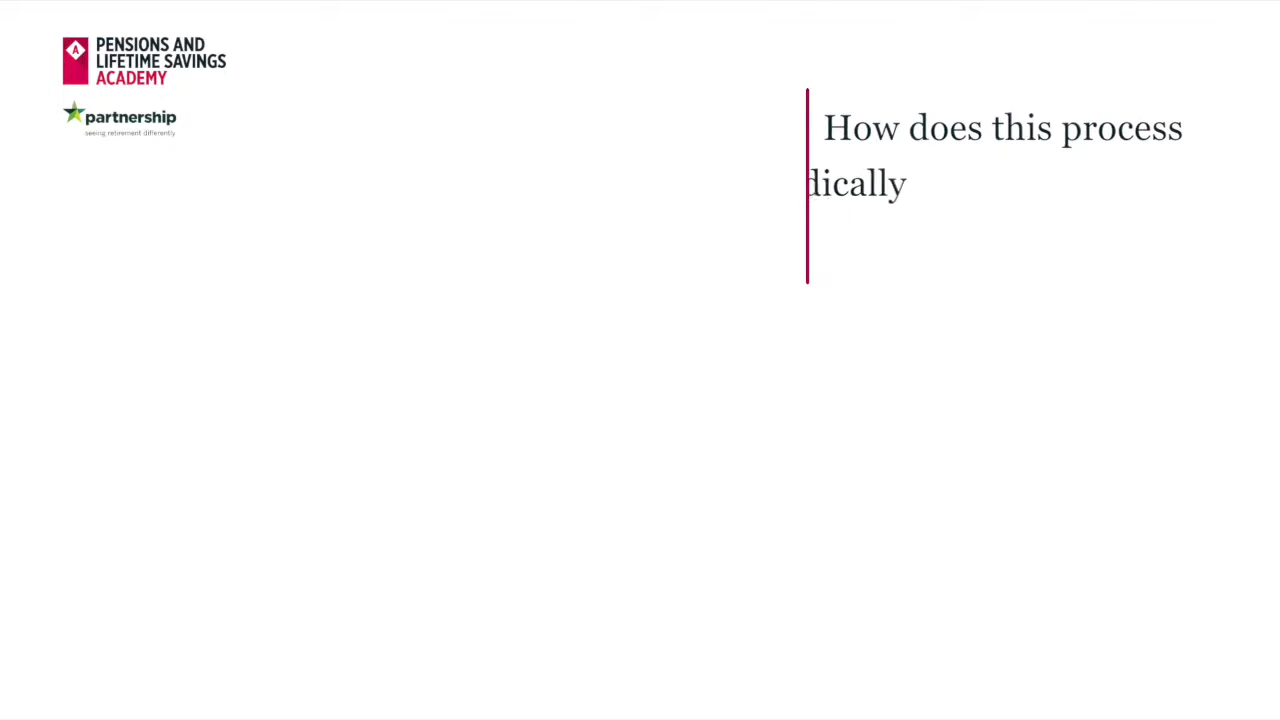 PENSIONS AND
LIFETIME SAVINGS
ACADEMY
partnership
seeing retirement differently
How does this process
dically